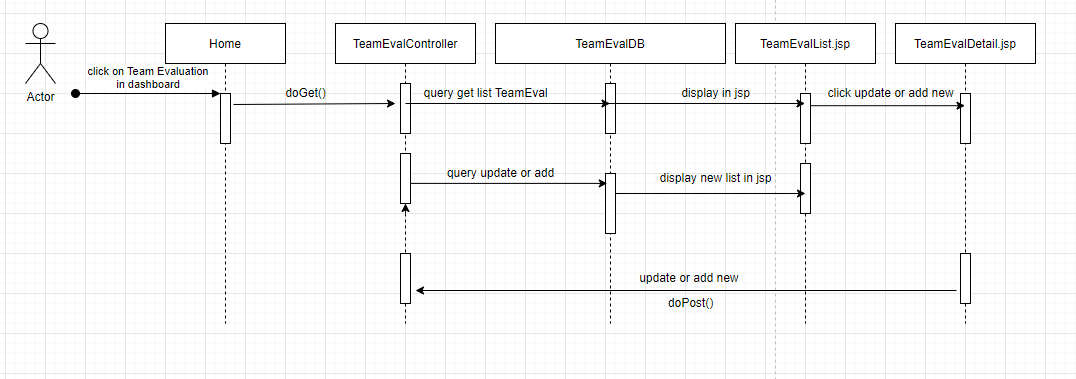 Home
TeamEvalController
TeamEvalDB
TeamEvalList.jsp
TeamEvalDetail.jsp
Actor
click on Team Evaluation
in dashboard
doGet()
query get list TeamEval
display in jsp
click update or add new
query update or add
display new list in jsp
update or add new
doPost()